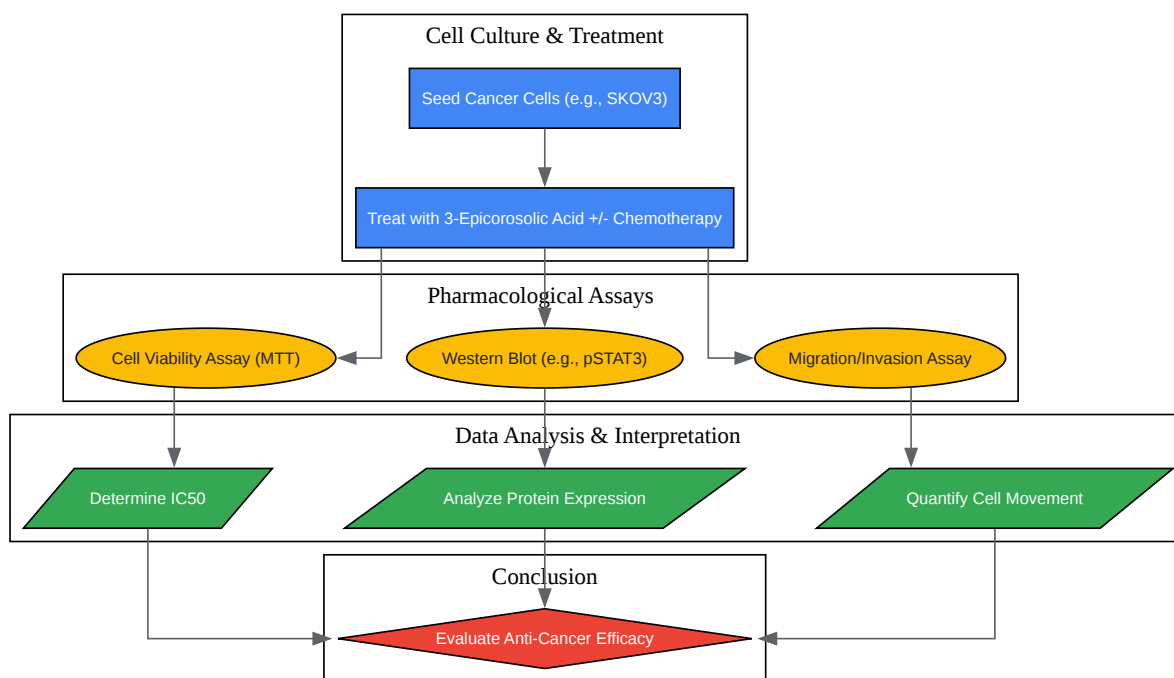 Cell Culture & Treatment
Seed Cancer Cells (e.g., SKOV3)
Treat with 3-Epicorosolic Acid +/- Chemotherapy
Pharmacological Assays
Cell Viability Assay (MTT)
Western Blot (e.g., pSTAT3)
Migration/Invasion Assay
Data Analysis & Interpretation
Determine IC50
Analyze Protein Expression
Quantify Cell Movement
Conclusion
Evaluate Anti-Cancer Efficacy